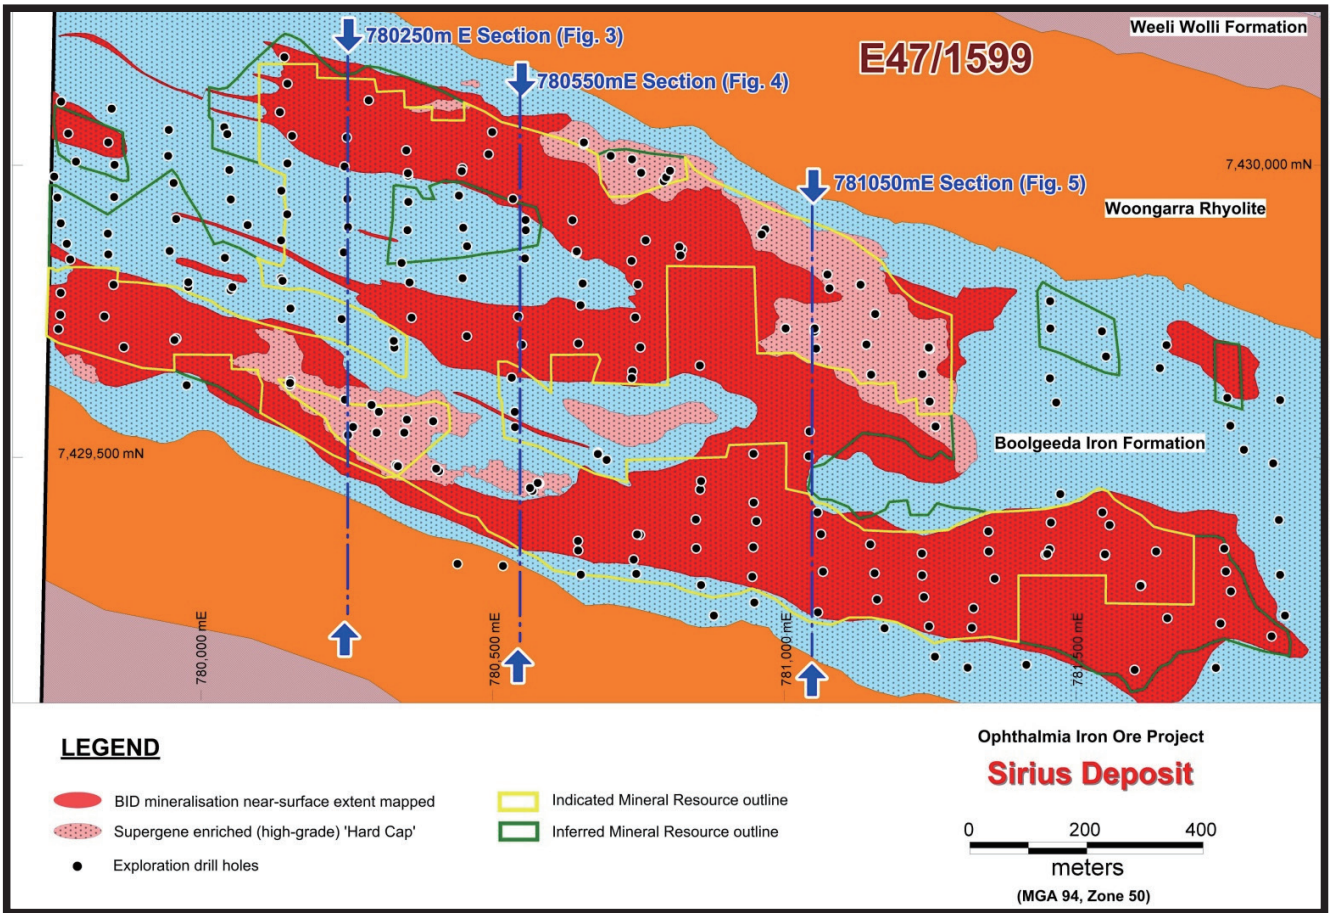 Weeli Wolli Formation
780250m E Section (Fig. 3)
E47/1599
780550mE Section (Fig. 4)
7,430,000 mN
781050mE Section (Fig. 5)
Woongarra Rhyolite
Boolgeeda Iron Formation
7,429,500 mN
780,000 mE
780,500 mE
781,000 mE
781,500 mE
LEGEND
BID mineralisation near-surface extent mapped
Supergene enriched (high-grade) 'Hard Cap'
Exploration drill holes
Indicated Mineral Resource outline
Inferred Mineral Resource outline
Ophthalmia Iron Ore Project
Sirius Deposit
0 200 400
meters
(MGA 94, Zone 50)